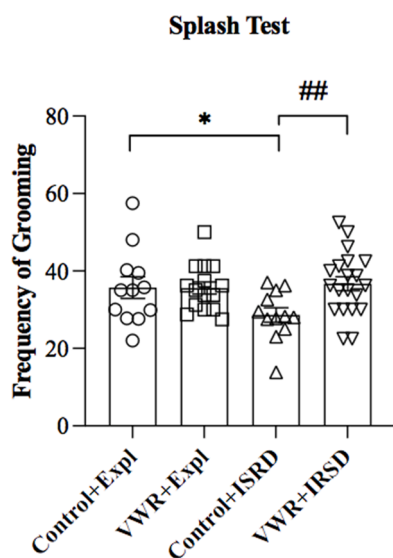 Splash Test
##
*
80
60
40
20
0
Frequency of Grooming
Control+Expl
VWR+Expl
Control+ISRD
VWR+IRSD